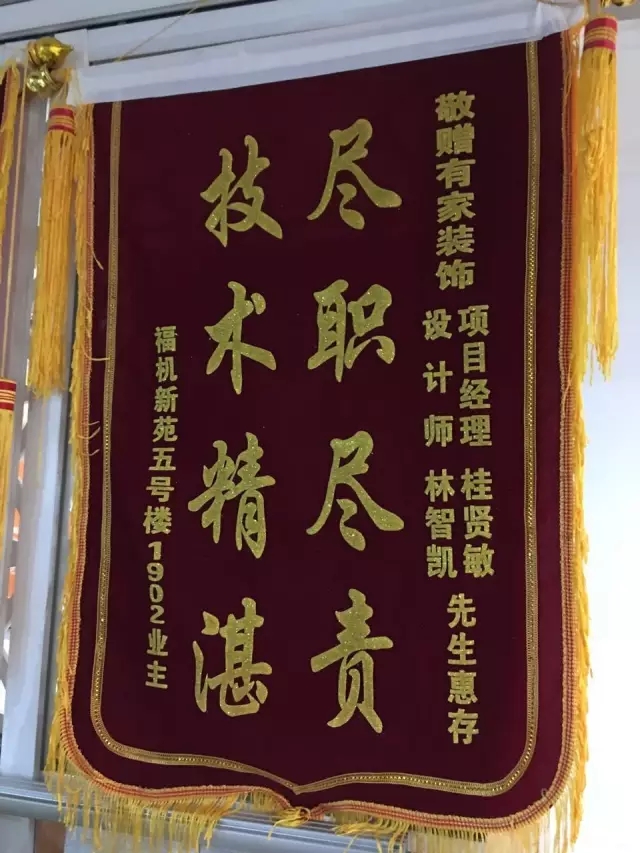 敬赠有家装饰
项目经理 桂贤敏
设计师 林智凯
先生惠存
尽职尽责
技术精湛
福机新苑五号楼1902业主